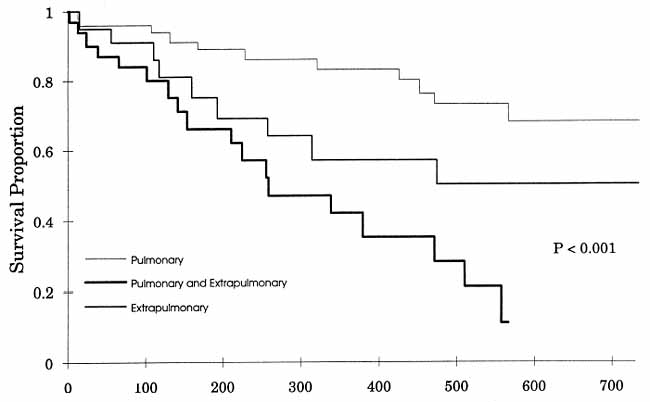 1
0.8
0.6
0.4
0.2
0
Survival Proportion
Pulmonary
Pulmonary and Extrapulmonary
Extrapulmonary
P < 0.001
0 100 200 300 400 500 600 700